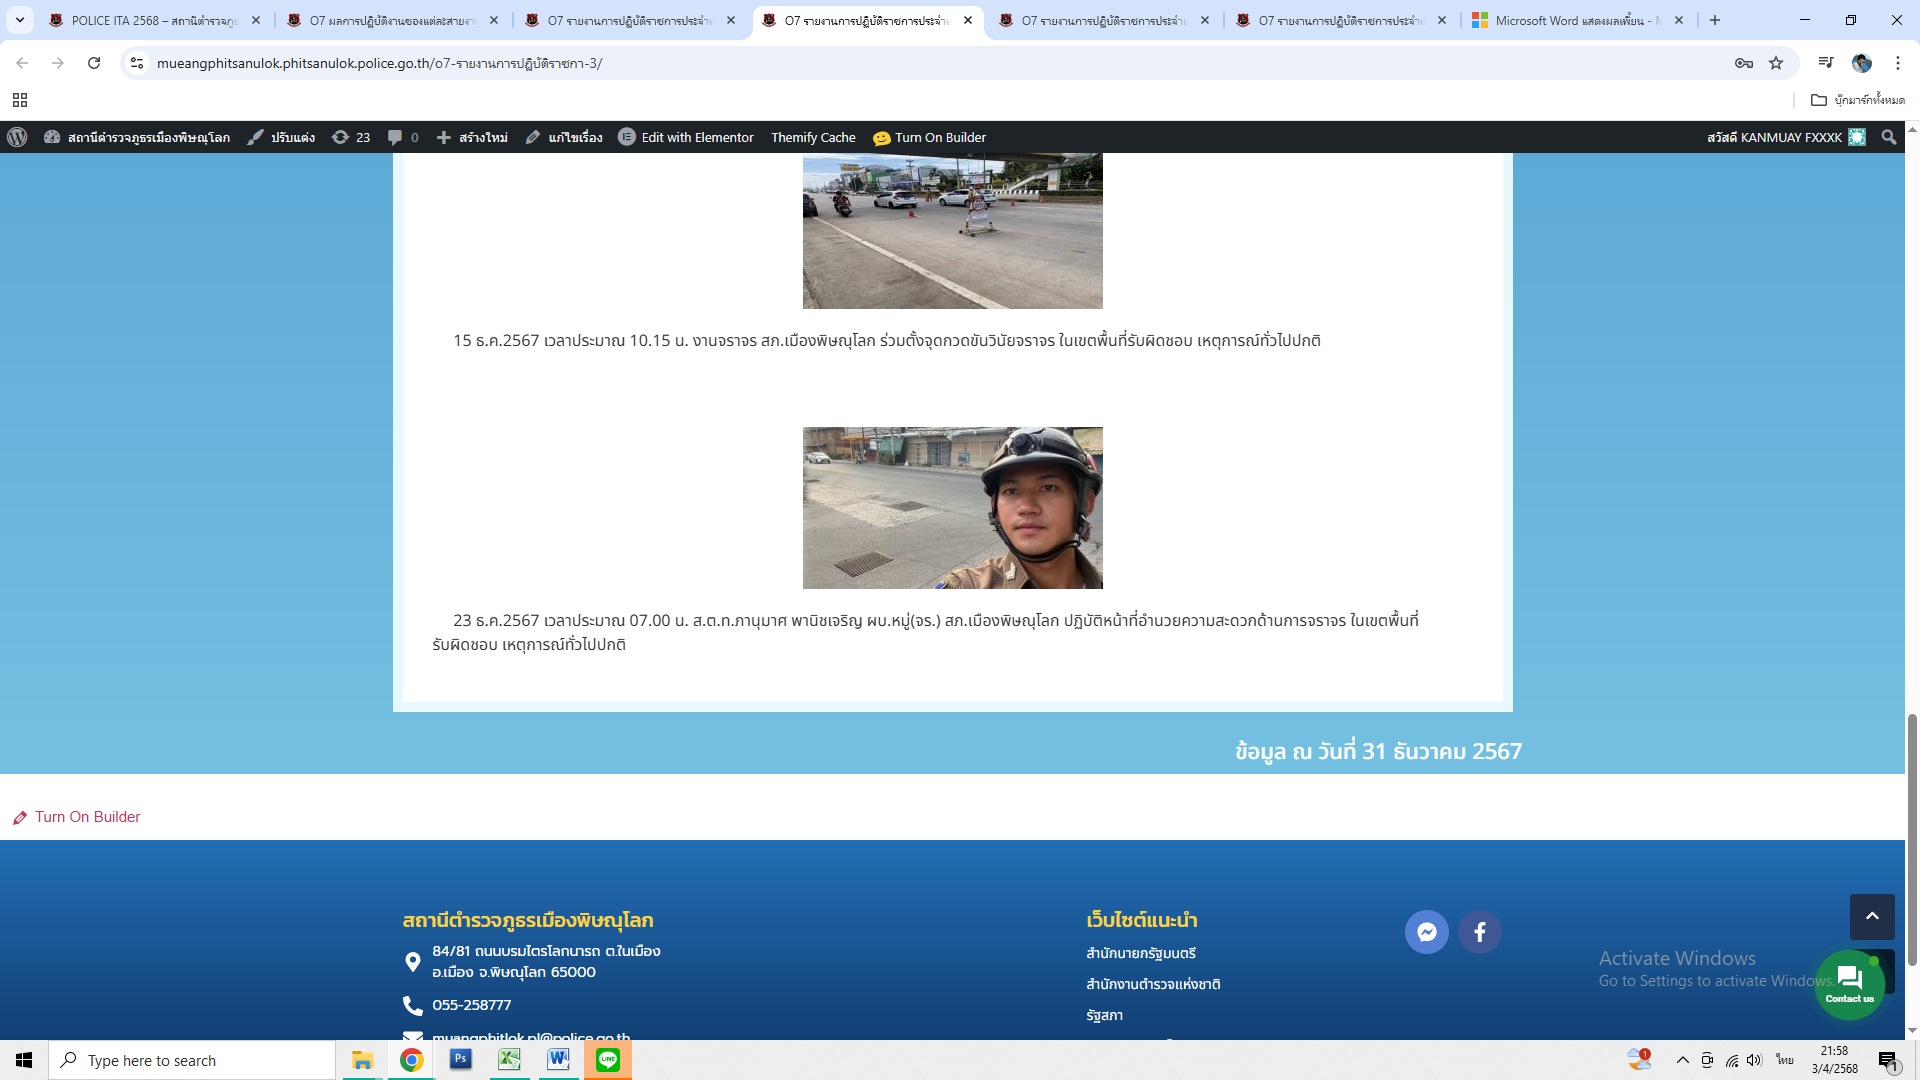 POLICE ITA 2568 – สถานีตำรวจภูธร
O7 ผลการปฏิบัติงานของแต่ละสายงาน
O7 รายงานการปฏิบัติราชการประจำ
O7 รายงานการปฏิบัติราชการประจำ
O7 รายงานการปฏิบัติราชการประจำ
O7 รายงานการปฏิบัติราชการประจำ
Microsoft Word แสดงผลเพี้ยน - M
mueangphitsanulok.phitsanulok.police.go.th/o7-รายงานการปฏิบัติราชกา-3/
บุ๊กมาร์กทั้งหมด
สถานีตำรวจภูธรเมืองพิษณุโลก ปรับแต่ง 23 0 สร้างใหม่ แก้ไขเรื่อง Edit with Elementor Themify Cache Turn On Builder สวัสดี KANMUAY FXXXK
15 ธ.ค.2567 เวลาประมาณ 10.15 น. งานจราจร สภ.เมืองพิษณุโลก ร่วมตั้งจุดกวดขันวินัยจราจร ในเขตพื้นที่รับผิดชอบ เหตุการณ์ทั่วไปปกติ
23 ธ.ค.2567 เวลาประมาณ 07.00 น. ส.ต.ท.ภานุมาศ พานิชเจริญ ผบ.หมู่(จร.) สภ.เมืองพิษณุโลก ปฏิบัติหน้าที่อำนวยความสะดวกด้านการจราจร ในเขตพื้นที่
รับผิดชอบ เหตุการณ์ทั่วไปปกติ
ข้อมูล ณ วันที่ 31 ธันวาคม 2567
Turn On Builder
สถานีตำรวจภูธรเมืองพิษณุโลก
84/81 ถนนบรมไตรโลกนารถ ต.ในเมือง
อ.เมือง จ.พิษณุโลก 65000
055-258777
muangphitlok.pl@police.go.th
เว็บไซต์แนะนำ
สำนักนายกรัฐมนตรี
สำนักงานตำรวจแห่งชาติ
รัฐสภา
Activate Windows
Go to Settings to activate Windows.
Contact us
Type here to search
Ps
1
ไทย
21:58
3/4/2568
1